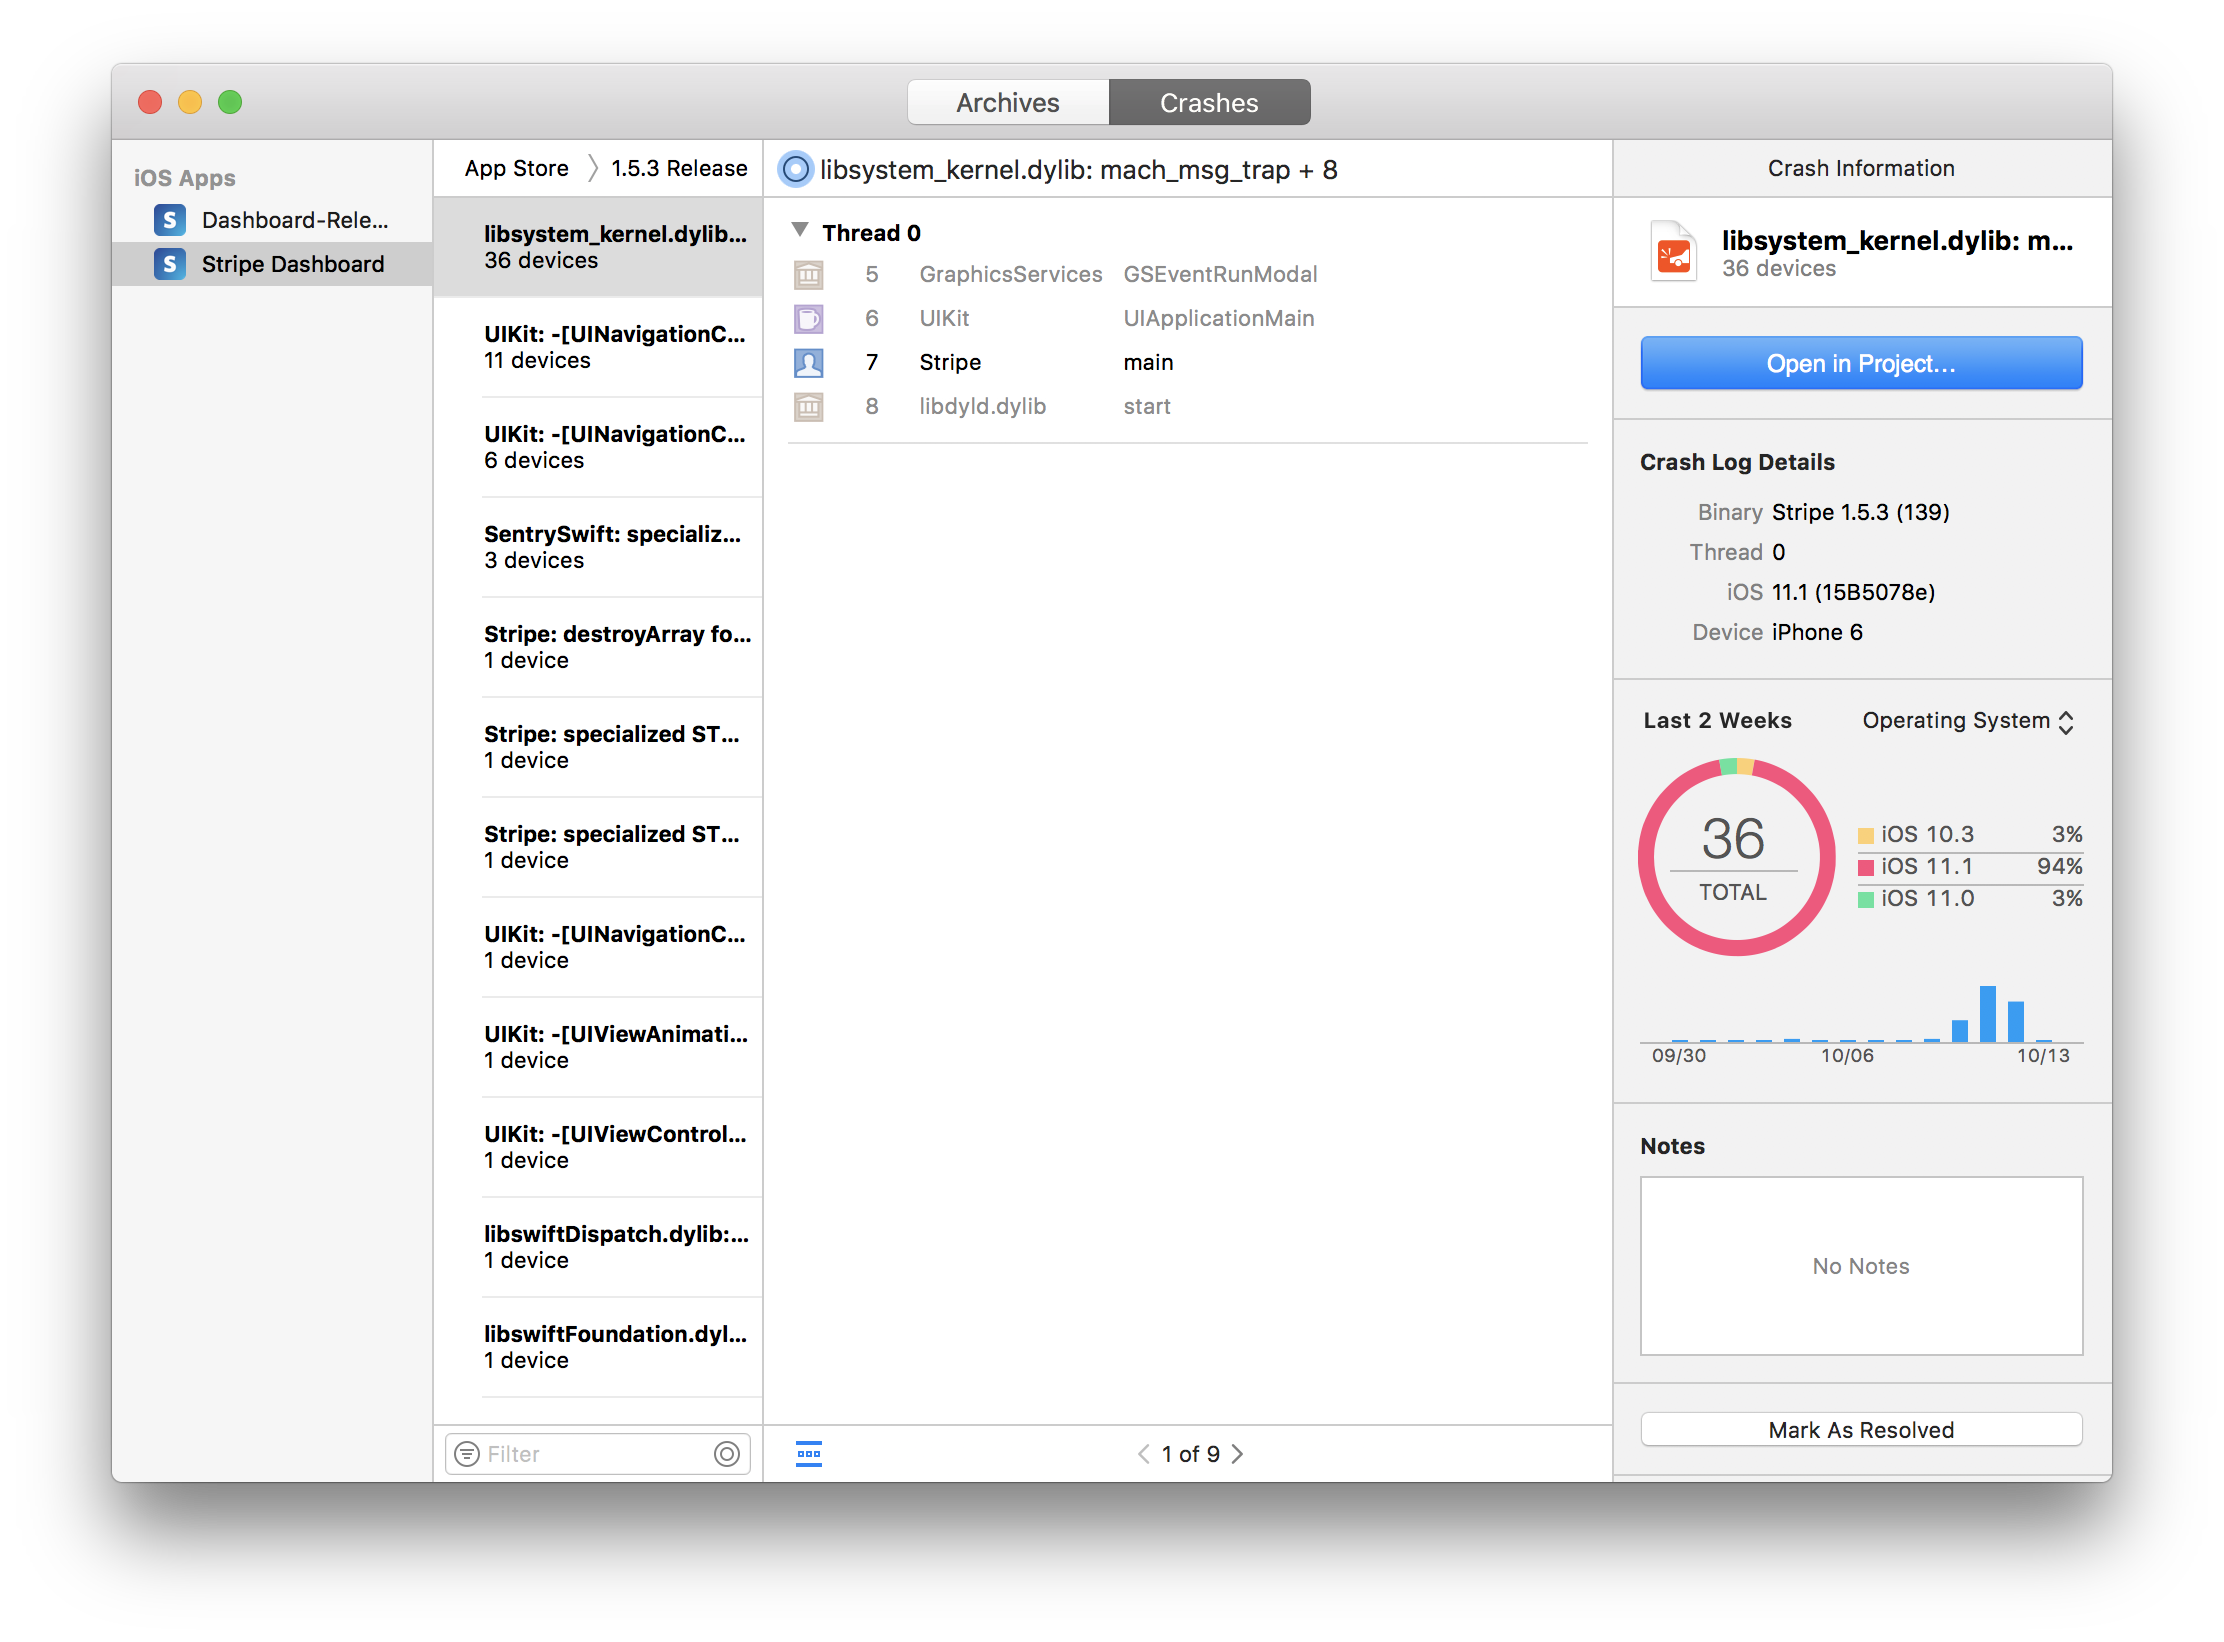 Archives
Crashes
iOS Apps
S Dashboard-Rele...
S Stripe Dashboard
App Store 〉 1.5.3 Release
libsystem_kernel.dylib...
36 devices
UIKit: -[UINavigationC...
11 devices
UIKit: -[UINavigationC...
6 devices
SentrySwift: specializ...
3 devices
Stripe: destroyArray fo...
1 device
Stripe: specialized ST...
1 device
Stripe: specialized ST...
1 device
UIKit: -[UINavigationC...
1 device
UIKit: -[UIViewAnimati...
1 device
UIKit: -[UIViewControl...
1 device
libswiftDispatch.dylib:...
1 device
libswiftFoundation.dyl...
1 device
Filter
libsystem_kernel.dylib: mach_msg_trap + 8
Thread 0
5 GraphicsServices GSEventRunModal
6 UIKit UIApplicationMain
7 Stripe main
8 libdyld.dylib start
1 of 9
Crash Information
libsystem_kernel.dylib: m...
36 devices
Open in Project...
Crash Log Details
Binary Stripe 1.5.3 (139)
Thread 0
iOS 11.1 (15B5078e)
Device iPhone 6
Last 2 Weeks
Operating System
36
TOTAL
iOS 10.3 3%
iOS 11.1 94%
iOS 11.0 3%
09/30 10/06 10/13
Notes
No Notes
Mark As Resolved